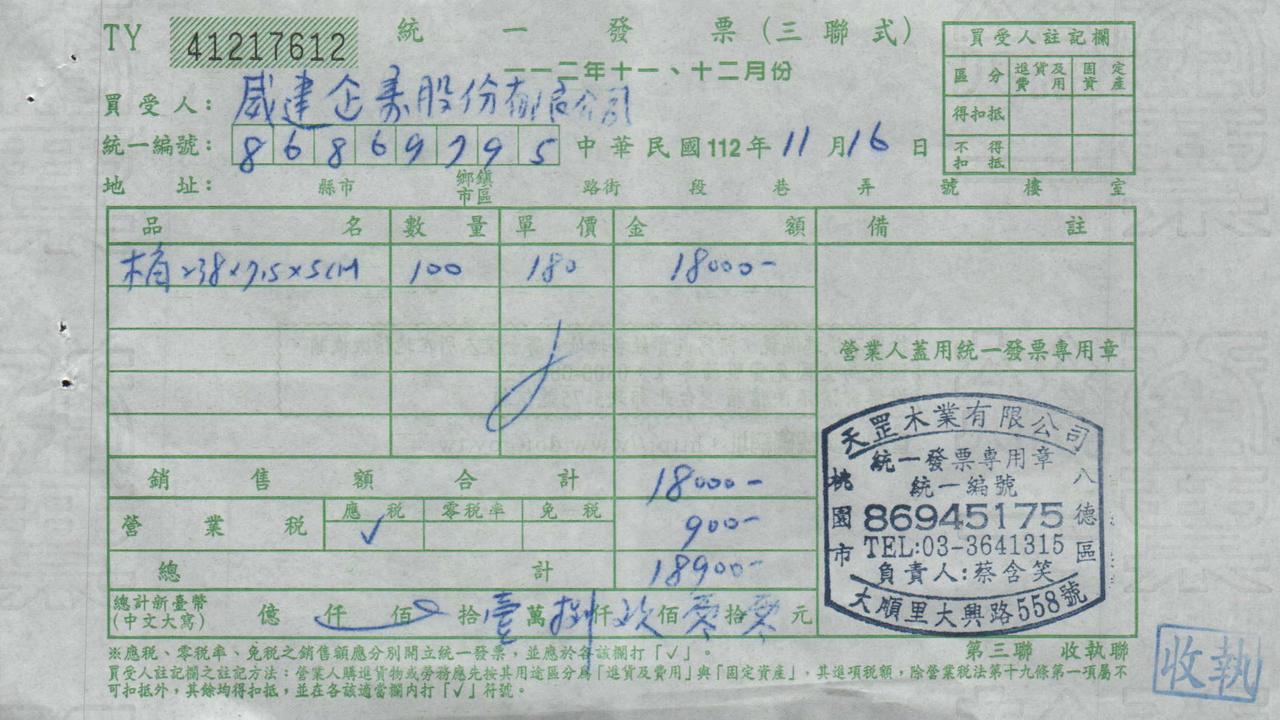 TY 41217612 統一發票(三聯式)
一一二年十一、十二月份
買受人: 威建企業股份有限公司
統一編號: 86869795 中華民國112年11月16日
地址: 縣市 鄉鎮市區 路街 段 巷 弄 號 樓 室
買受人註記欄
區分 進貨及費用 固定資產
得扣抵
不得扣抵
品名 數量 單價 金額 備註
×38×7.5×5CM 100 180 18000-
營業人蓋用統一發票專用章
銷售額合計 18000-
營業稅 應稅 零稅率 免稅 900-
✓
總計 18900-
總計新臺幣(中文大寫) 億 仟 佰 拾壹萬捌仟玖佰零拾零元
天罡木業有限公司
統一發票專用章
統一編號
86945175
TEL:03-3641315
負責人:蔡含笑
桃園市八德區
大順里大興路558號
※應稅、零稅率、免稅之銷售額應分別開立統一發票,並應於各該欄打「✓」。
第三聯 收執聯
買受人註記欄之註記方法:營業人購進貨物或勞務應先按其用途區分為「進貨及費用」與「固定資產」,其進項稅額,除營業稅法第十九條第一項屬不
可扣抵外,其餘均得扣抵,並在各該適當欄內打「✓」符號。
收執